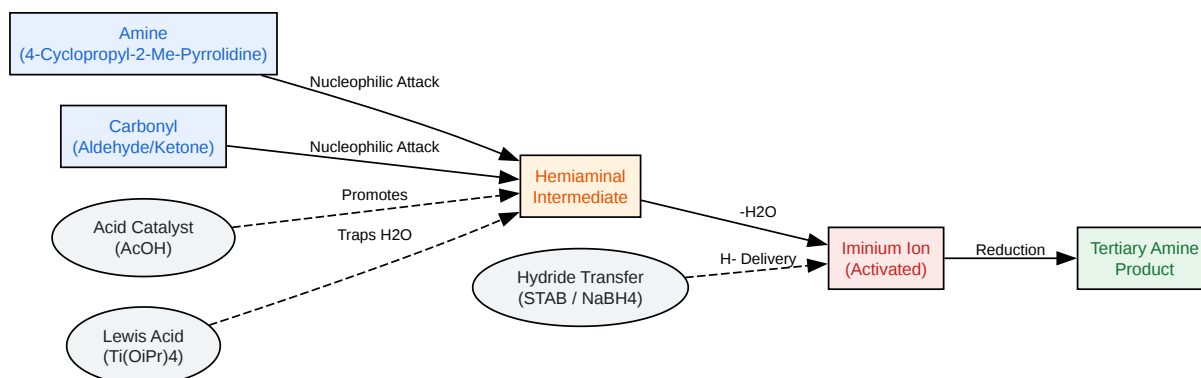 Amine
(4-Cyclopropyl-2-Me-Pyrrolidine)
Nucleophilic Attack
Carbonyl
(Aldehyde/Ketone)
Nucleophilic Attack
Promotes
Acid Catalyst
(AcOH)
Traps H2O
Lewis Acid
(Ti(OiPr)4)
Hemiaminal
Intermediate
-H2O
Hydride Transfer
(STAB / NaBH4)
H- Delivery
Iminium Ion
(Activated)
Reduction
Tertiary Amine
Product